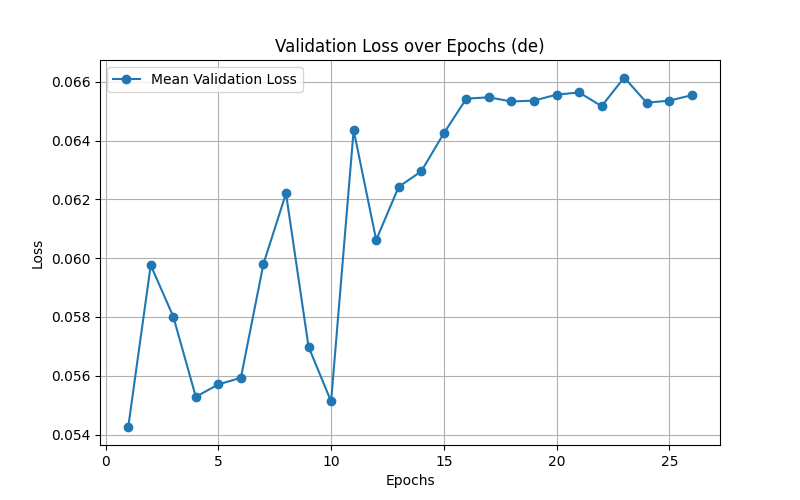 Validation Loss over Epochs (de)
Mean Validation Loss
0.066
0.064
0.062
0.060
0.058
0.056
0.054
Loss
0 5 10 15 20 25
Epochs